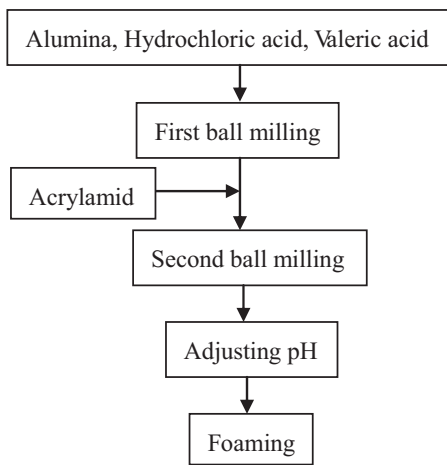 Alumina, Hydrochloric acid, Valeric acid
First ball milling
Acrylamid
Second ball milling
Adjusting pH
Foaming